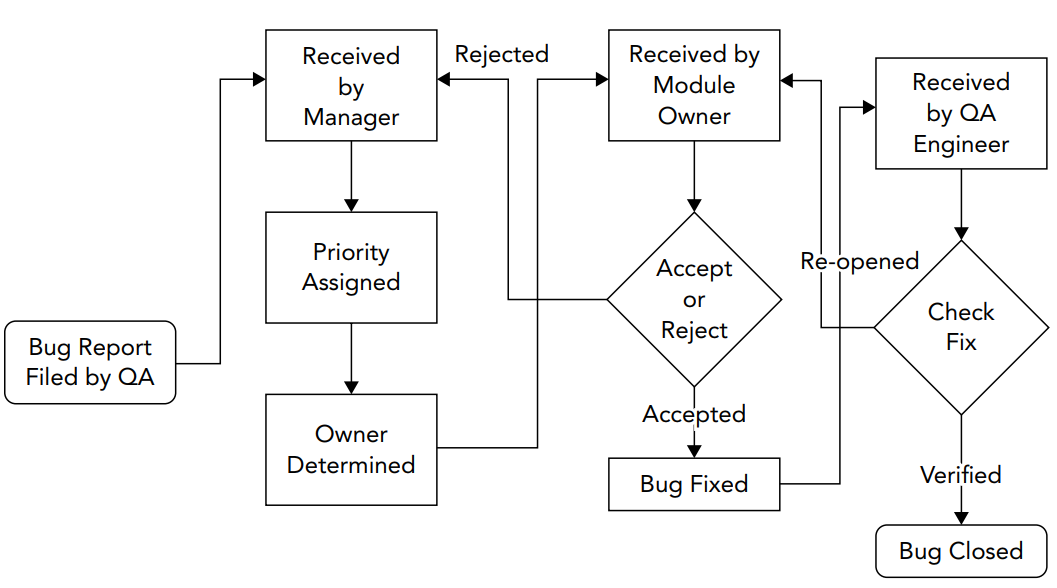 Received
by
Manager
Rejected
Received by
Module
Owner
Received
by QA
Engineer
Priority
Assigned
Accept
or
Reject
Re-opened
Check
Fix
Bug Report
Filed by QA
Owner
Determined
Accepted
Bug Fixed
Verified
Bug Closed